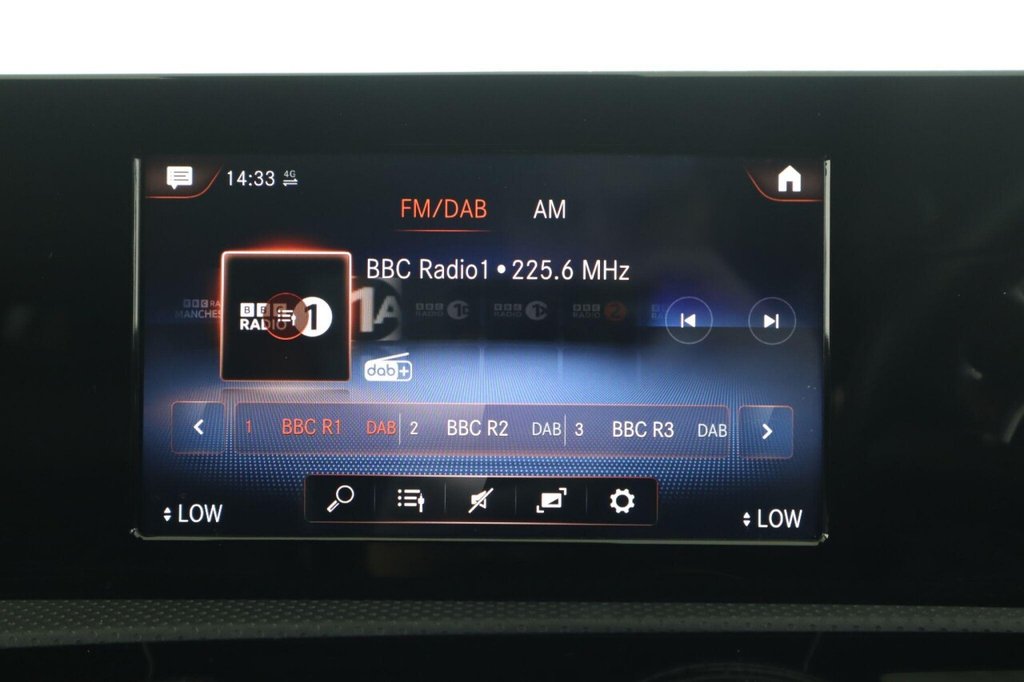 14:33 4G
FM/DAB AM
BBC Radio1 • 225.6 MHz
BBC
RADIO 1
1A
dab+
1 BBC R1 DAB 2 BBC R2 DAB 3 BBC R3 DAB
LOW LOW